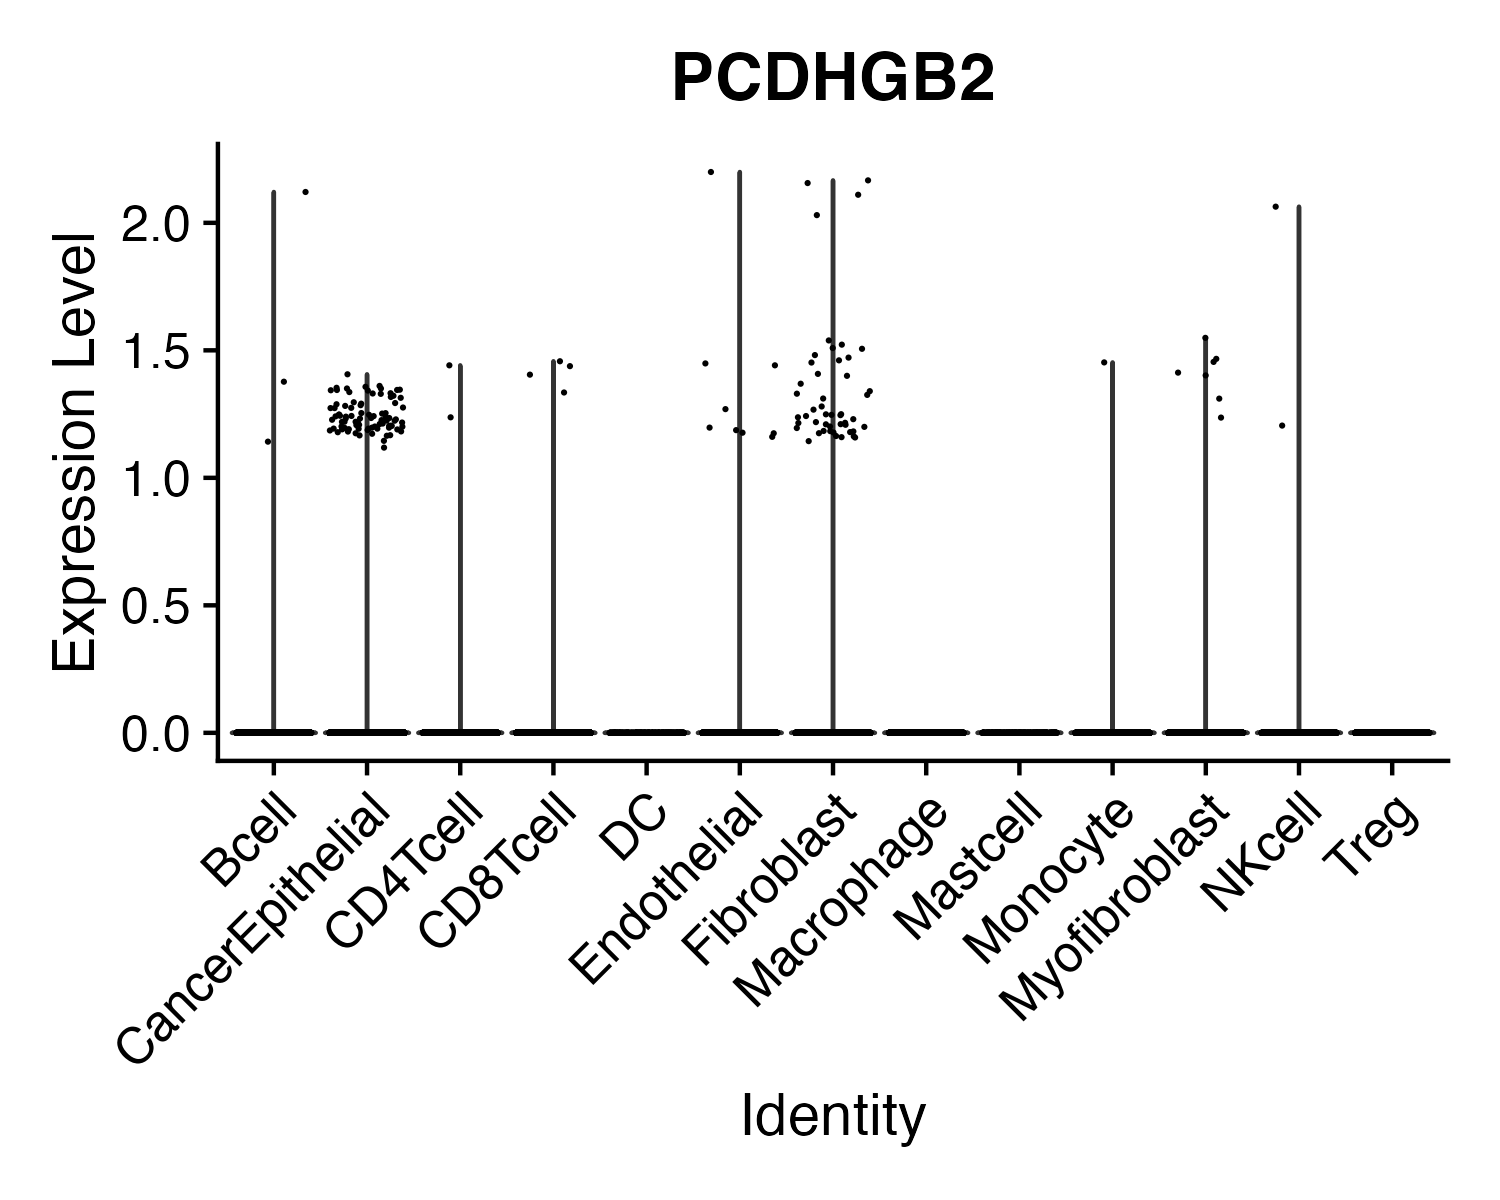 PCDHGB2
Expression Level
2.0
1.5
1.0
0.5
0.0
Bcell
CancerEpithelial
CD4Tcell
CD8Tcell
DC
Endothelial
Fibroblast
Macrophage
Mastcell
Monocyte
Myofibroblast
NKcell
Treg
Identity